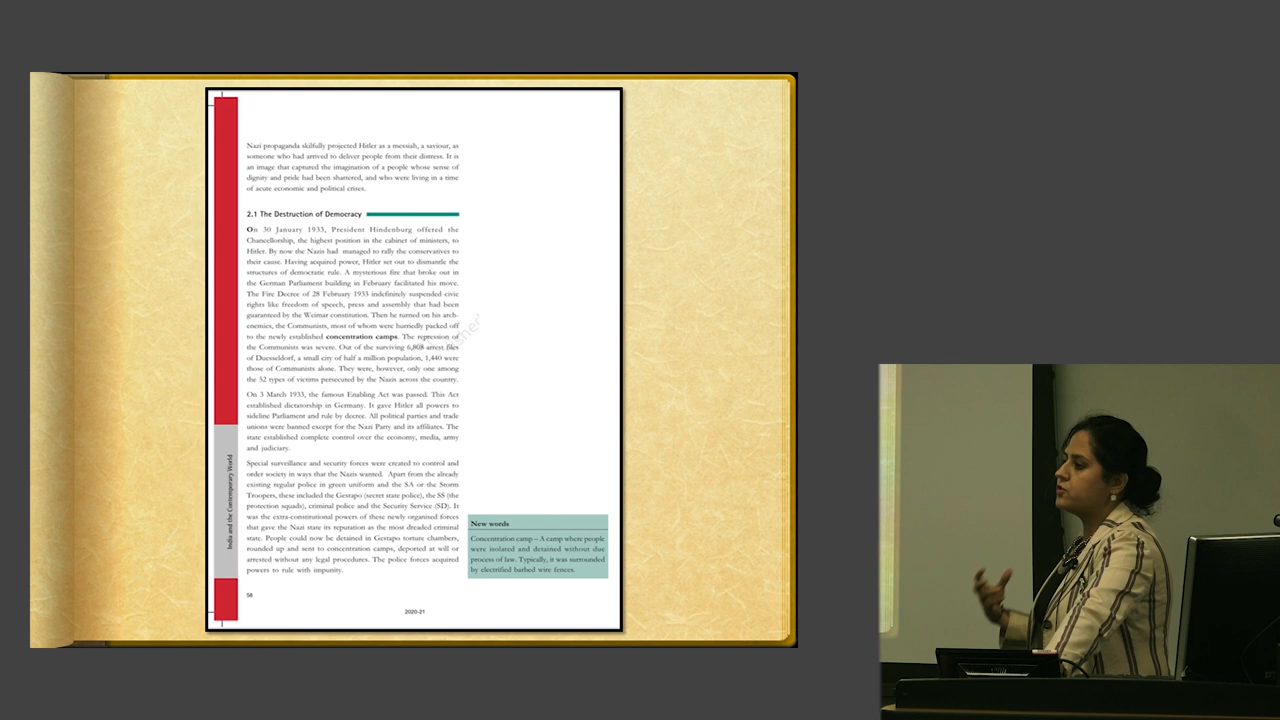 Nazi propaganda skilfully projected Hitler as a messiah, a saviour, as
someone who had arrived to deliver people from their distress. It is
an image that captured the imagination of a people whose sense of
dignity and pride had been shattered, and who were living in a time
of acute economic and political crises.
2.1 The Destruction of Democracy
On 30 January 1933, President Hindenburg offered the
Chancellorship, the highest position in the cabinet of ministers, to
Hitler. By now the Nazis had managed to rally the conservatives to
their cause. Having acquired power, Hitler set out to dismantle the
structures of democratic rule. A mysterious fire that broke out in
the German Parliament building in February facilitated his move.
The Fire Decree of 28 February 1933 indefinitely suspended civic
rights like freedom of speech, press and assembly that had been
guaranteed by the Weimar constitution. Then he turned on his arch-
enemies, the Communists, most of whom were hurriedly packed off
to the newly established concentration camps. The repression of
the Communists was severe. Out of the surviving 6,808 arrest files
of Duesseldorf, a small city of half a million population, 1,440 were
those of Communists alone. They were, however, only one among
the 52 types of victims persecuted by the Nazis across the country.
On 3 March 1933, the famous Enabling Act was passed. This Act
established dictatorship in Germany. It gave Hitler all powers to
sideline Parliament and rule by decree. All political parties and trade
unions were banned except for the Nazi Party and its affiliates. The
state established complete control over the economy, media, army
and judiciary.
Special surveillance and security forces were created to control and
order society in ways that the Nazis wanted. Apart from the already
existing regular police in green uniform and the SA or the Storm
Troopers, these included the Gestapo (secret state police), the SS (the
protection squads), criminal police and the Security Service (SD). It
was the extra-constitutional powers of these newly organised forces
that gave the Nazi state its reputation as the most dreaded criminal
state. People could now be detained in Gestapo torture chambers,
rounded up and sent to concentration camps, deported at will or
arrested without any legal procedures. The police forces acquired
powers to rule with impunity.
New words
Concentration camp – A camp where people
were isolated and detained without due
process of law. Typically, it was surrounded
by electrified barbed wire fences.
India and the Contemporary World
58
2020-21